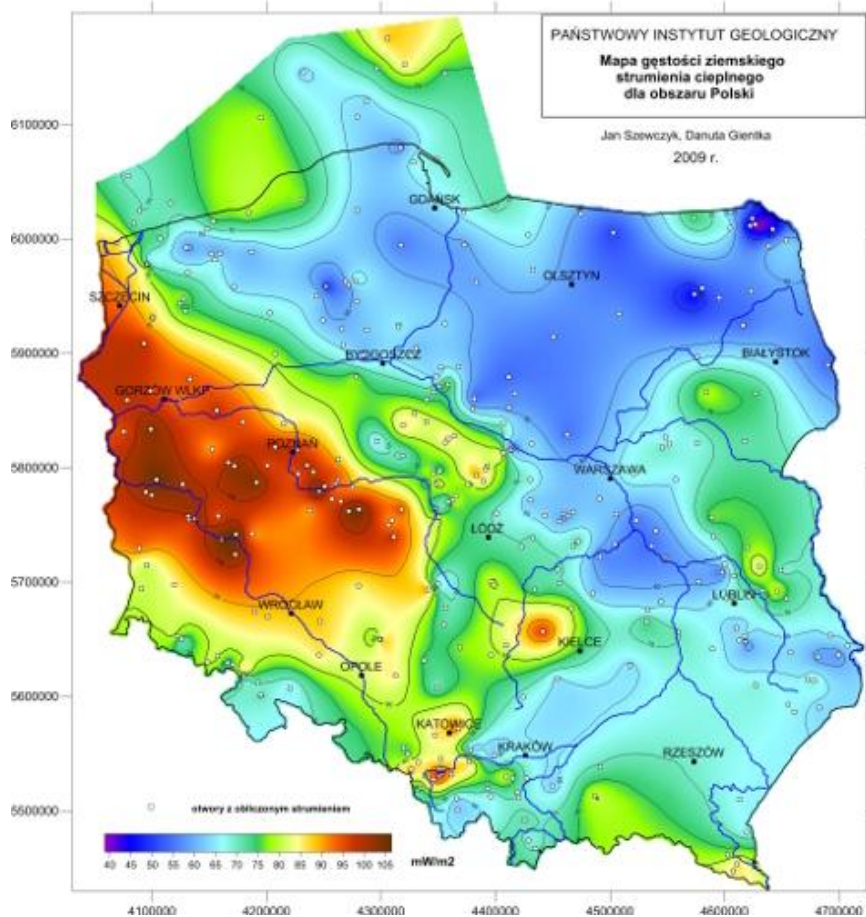 PAŃSTWOWY INSTYTUT GEOLOGICZNY
Mapa gęstości ziemskiego
strumienia cieplnego
dla obszaru Polski
Jan Szewczyk, Danuta Gientka
2009 r.
6100000
6000000
5900000
5800000
5700000
5600000
5500000
GDAŃSK
OLSZTYN
SZCZECIN
BYDGOSZCZ
BIAŁYSTOK
GORZÓW WLKP
POZNAŃ
WARSZAWA
ŁÓDŹ
LUBLIN
WROCŁAW
KIELCE
OPOLE
KATOWICE
KRAKÓW
RZESZÓW
otwory z obliczonym strumieniem
40 45 50 55 60 65 70 75 80 85 90 95 100 105 mW/m2
4100000 4200000 4300000 4400000 4500000 4600000 4700000